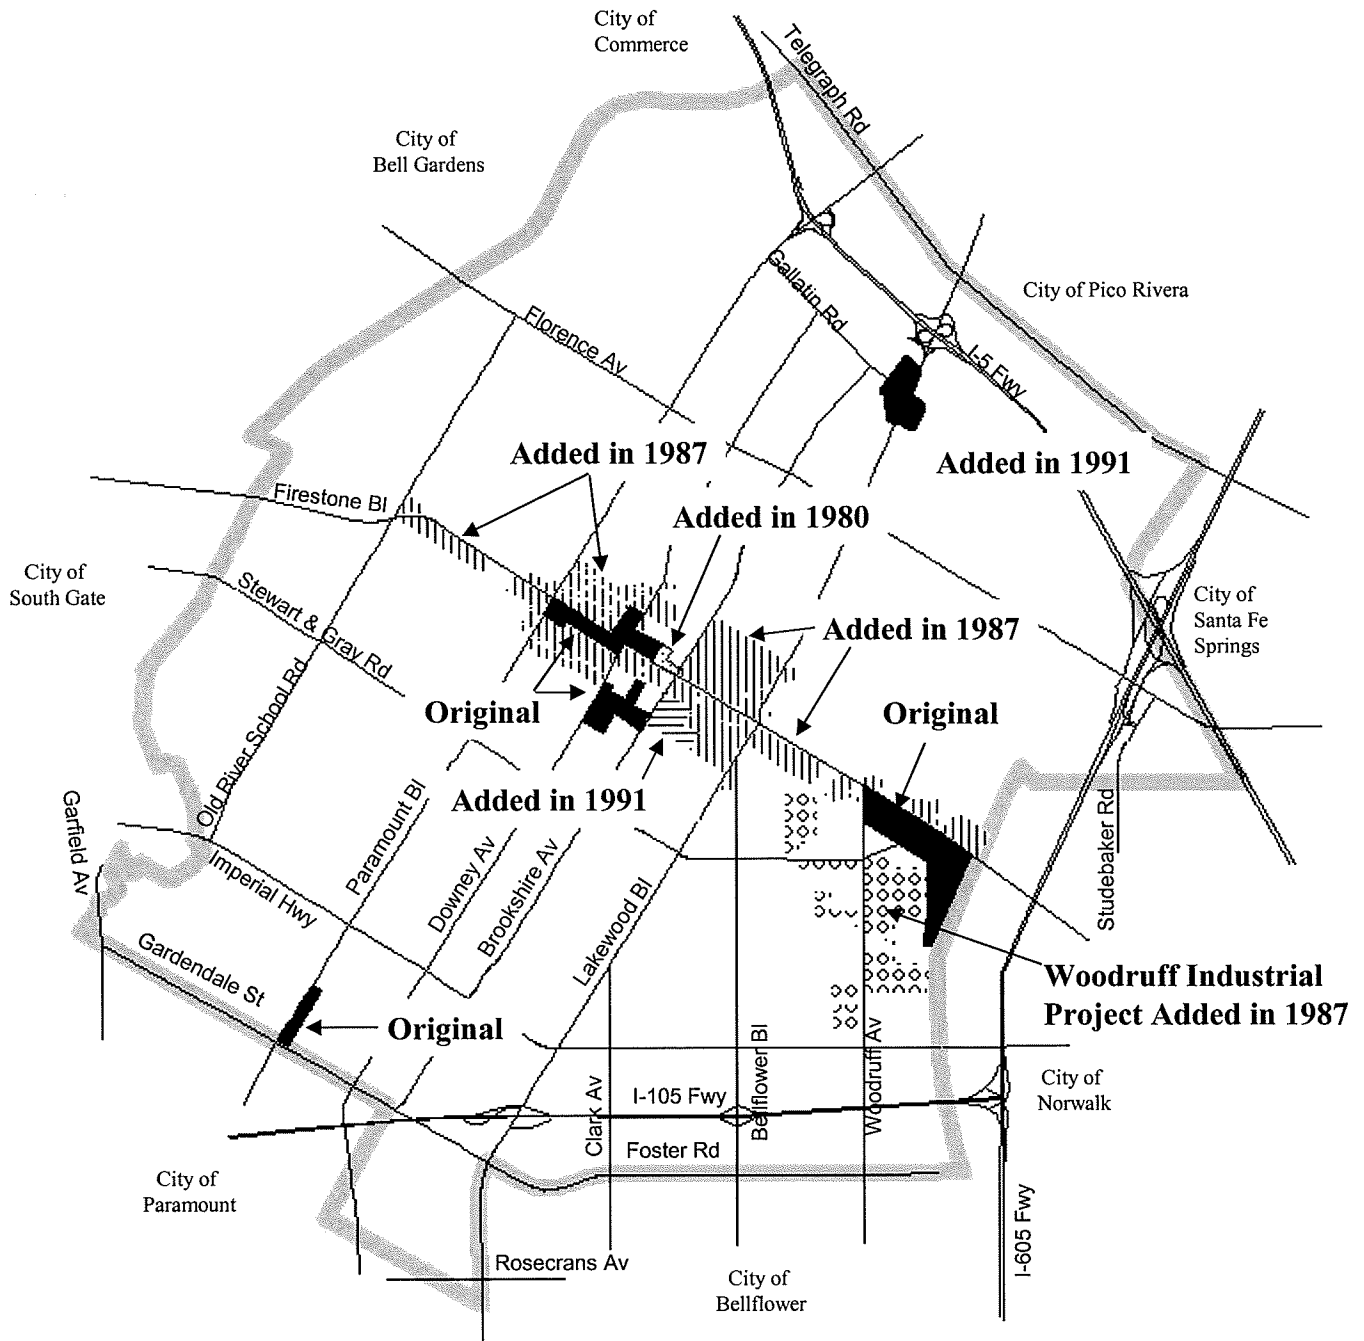 City of
Commerce
Telegraph Rd
City of
Bell Gardens
Gallatin Rd
City of Pico Rivera
Florence Av
I-5 Fwy
Added in 1987
Added in 1991
Firestone Bl
Added in 1980
City of
South Gate
Stewart & Gray Rd
City of
Santa Fe
Springs
Added in 1987
Original
Original
Old River School Rd
Added in 1991
Paramount Bl
Garfield Av
Studebaker Rd
Imperial Hwy
Downey Av
Brookshire Av
Lakewood Bl
Gardendale St
Woodruff Industrial
Project Added in 1987
Original
Clark Av
I-105 Fwy
Bellflower Bl
Woodruff Av
City of
Norwalk
Foster Rd
City of
Paramount
I-605 Fwy
Rosecrans Av
City of
Bellflower